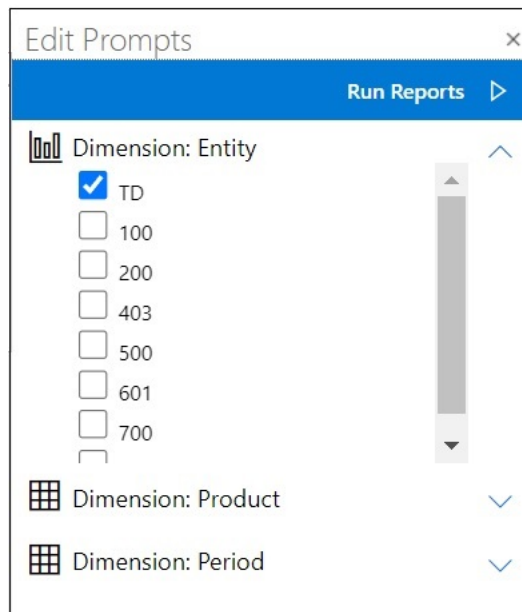 Edit Prompts
Run Reports
Dimension: Entity
TD
100
200
403
500
601
700
Dimension: Product
Dimension: Period